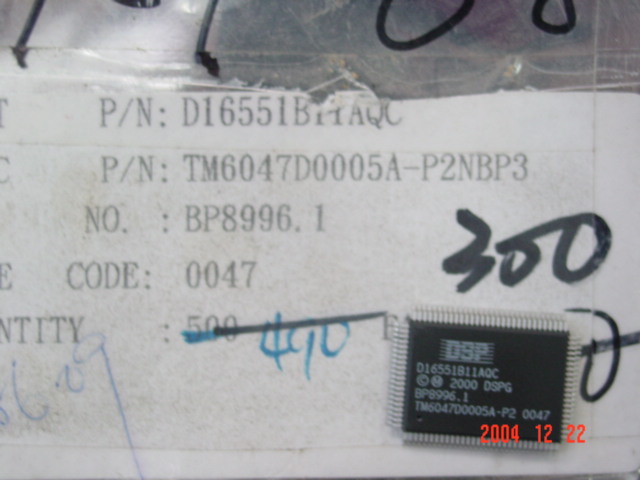 P/N: D16551B11AQC
P/N: TM6047D0005A-P2NBP3
NO. : BP8996.1
CODE: 0047
300
NTITY : 500
490
DSP
D16551B11AQC
©Ⓜ 2000 DSPG
BP8996.1
TM6047D0005A-P2 0047
2004 12 22